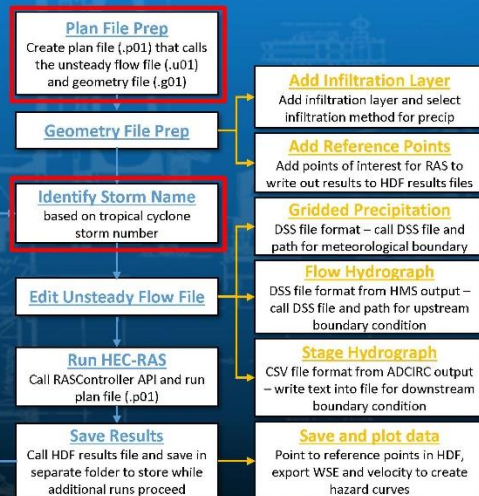 Plan File Prep
Create plan file (.p01) that calls
the unsteady flow file (.u01)
and geometry file (.g01)
Geometry File Prep
Add Infiltration Layer
Add infiltration layer and select
infiltration method for precip
Add Reference Points
Add points of interest for RAS to
write out results to HDF results files
Identify Storm Name
based on tropical cyclone
storm number
Edit Unsteady Flow File
Gridded Precipitation
DSS file format – call DSS file and
path for meteorological boundary
Flow Hydrograph
DSS file format from HMS output –
call DSS file and path for upstream
boundary condition
Stage Hydrograph
CSV file format from ADCIRC output
– write text into file for downstream
boundary condition
Run HEC-RAS
Call RASController API and run
plan file (.p01)
Save Results
Call HDF results file and save in
separate folder to store while
additional runs proceed
Save and plot data
Point to reference points in HDF,
export WSE and velocity to create
hazard curves